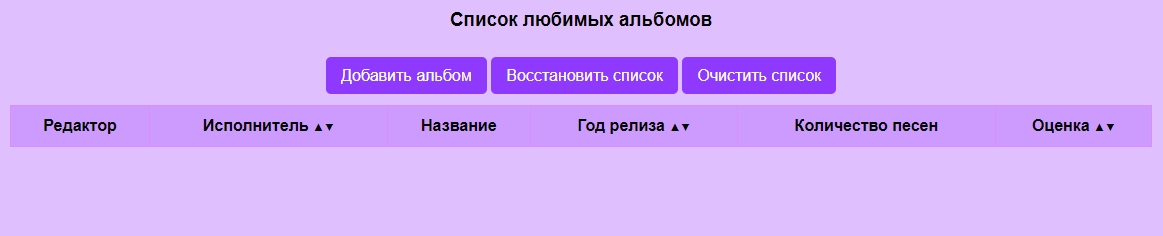 Список любимых альбомов
Добавить альбом Восстановить список Очистить список
Редактор Исполнитель ▲▼ Название Год релиза ▲▼ Количество песен Оценка ▲▼